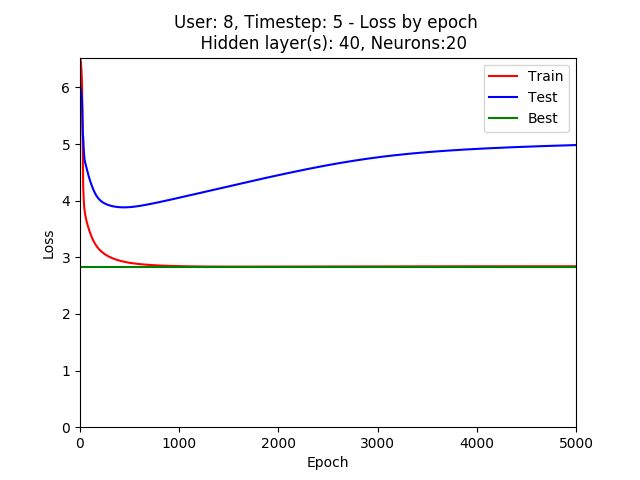 User: 8, Timestep: 5 - Loss by epoch
Hidden layer(s): 40, Neurons:20
Train
Test
Best
6
5
4
3
2
1
0
Loss
0 1000 2000 3000 4000 5000
Epoch